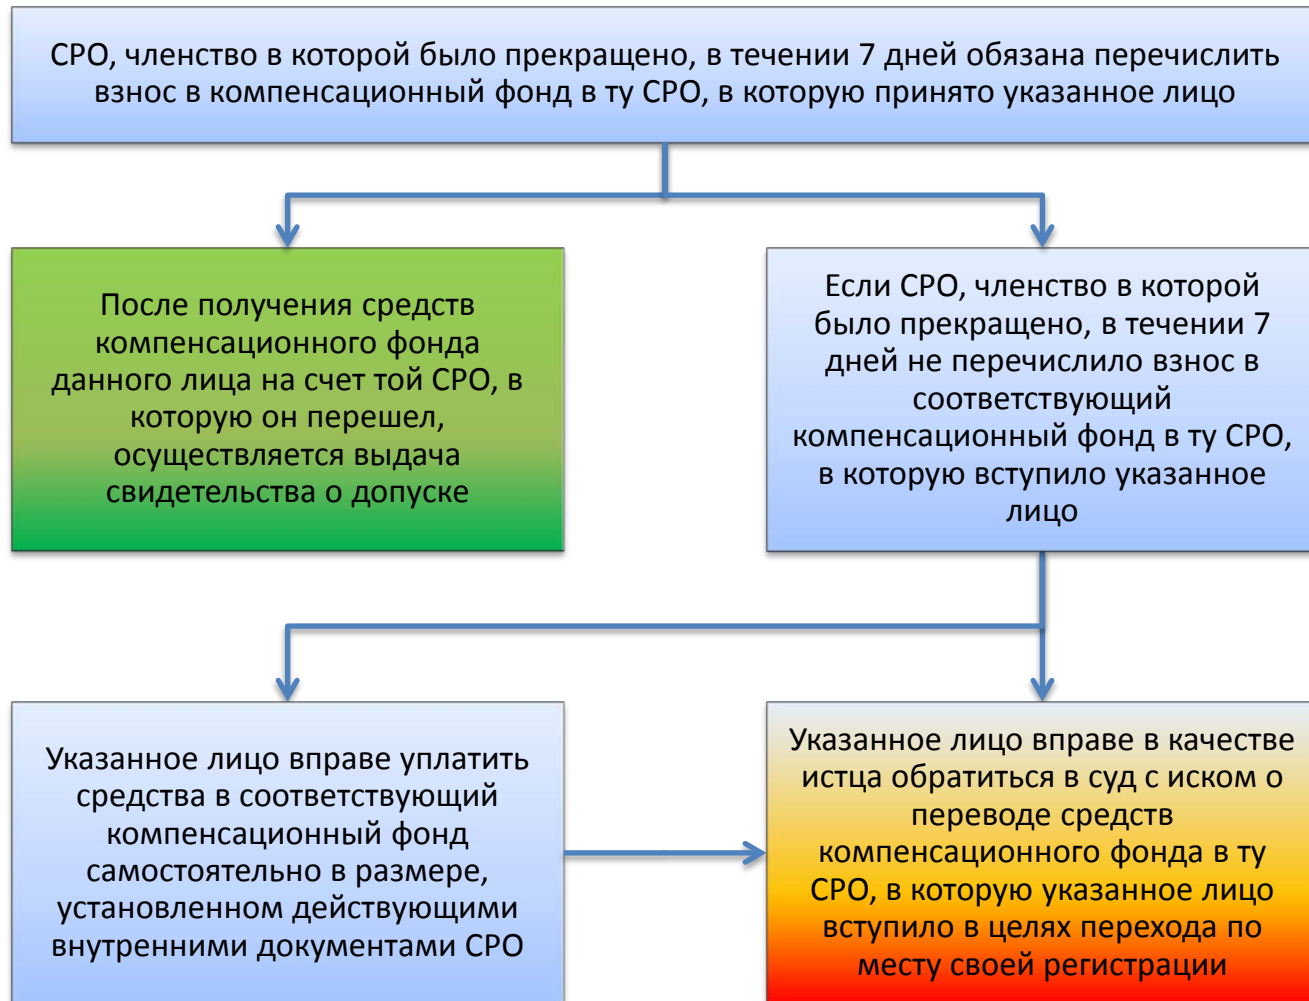 СРО, членство в которой было прекращено, в течении 7 дней обязана перечислить
взнос в компенсационный фонд в ту СРО, в которую принято указанное лицо
После получения средств
компенсационного фонда
данного лица на счет той СРО, в
которую он перешел,
осуществляется выдача
свидетельства о допуске
Если СРО, членство в которой
было прекращено, в течении 7
дней не перечислило взнос в
соответствующий
компенсационный фонд в ту СРО,
в которую вступило указанное
лицо
Указанное лицо вправе уплатить
средства в соответствующий
компенсационный фонд
самостоятельно в размере,
установленном действующими
внутренними документами СРО
Указанное лицо вправе в качестве
истца обратиться в суд с иском о
переводе средств
компенсационного фонда в ту
СРО, в которую указанное лицо
вступило в целях перехода по
месту своей регистрации